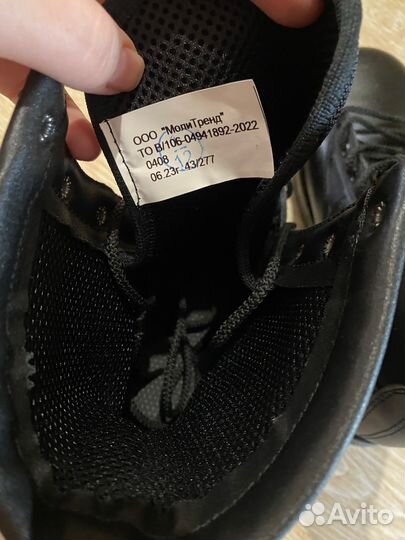 ООО "МолиТренд"
ТО В/106-04941892-2022
0408
06.23г. 43/277
Avito